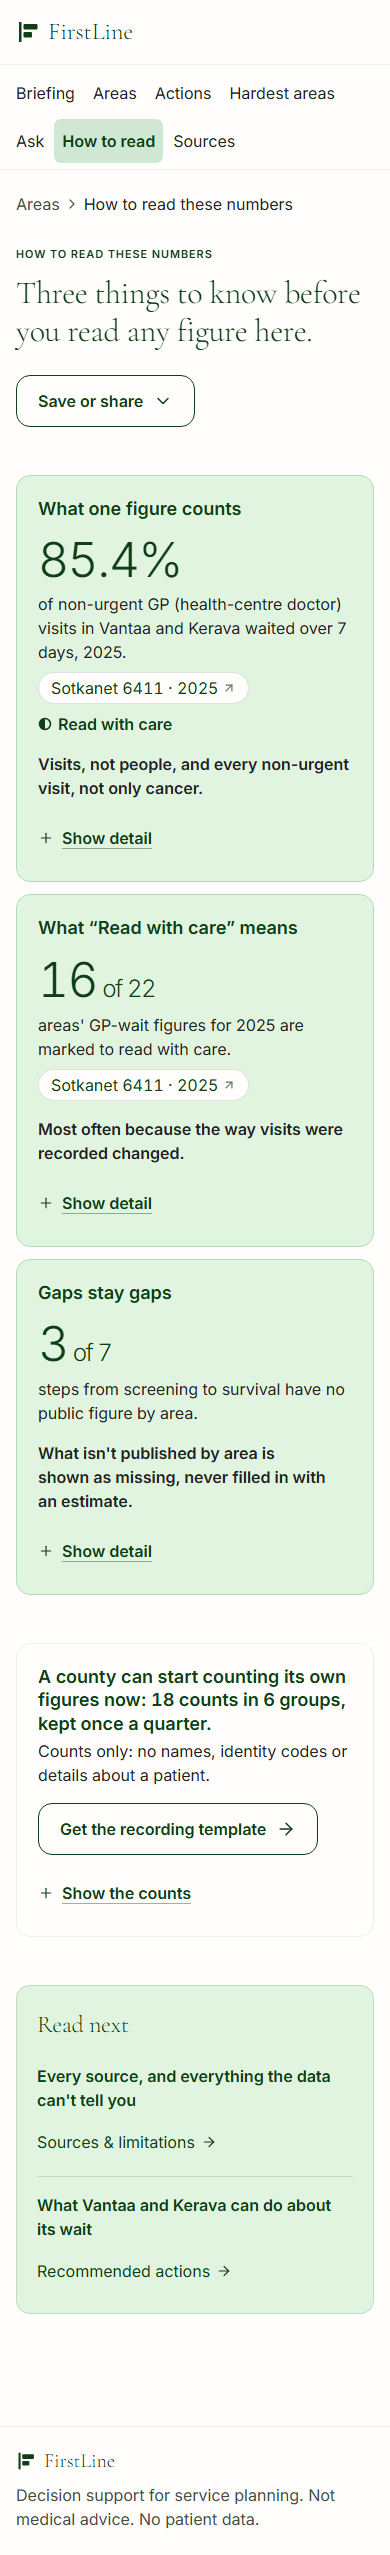 FirstLine
Briefing Areas Actions Hardest areas
Ask How to read Sources
Areas > How to read these numbers
HOW TO READ THESE NUMBERS
Three things to know before
you read any figure here.
Save or share
What one figure counts
85.4%
of non-urgent GP (health-centre doctor)
visits in Vantaa and Kerava waited over 7
days, 2025.
Sotkanet 6411 · 2025 ↗
Read with care
Visits, not people, and every non-urgent
visit, not only cancer.
+ Show detail
What “Read with care” means
16 of 22
areas' GP-wait figures for 2025 are
marked to read with care.
Sotkanet 6411 · 2025 ↗
Most often because the way visits were
recorded changed.
+ Show detail
Gaps stay gaps
3 of 7
steps from screening to survival have no
public figure by area.
What isn't published by area is
shown as missing, never filled in with
an estimate.
+ Show detail
A county can start counting its own
figures now: 18 counts in 6 groups,
kept once a quarter.
Counts only: no names, identity codes or
details about a patient.
Get the recording template →
+ Show the counts
Read next
Every source, and everything the data
can't tell you
Sources & limitations →
What Vantaa and Kerava can do about
its wait
Recommended actions →
FirstLine
Decision support for service planning. Not
medical advice. No patient data.